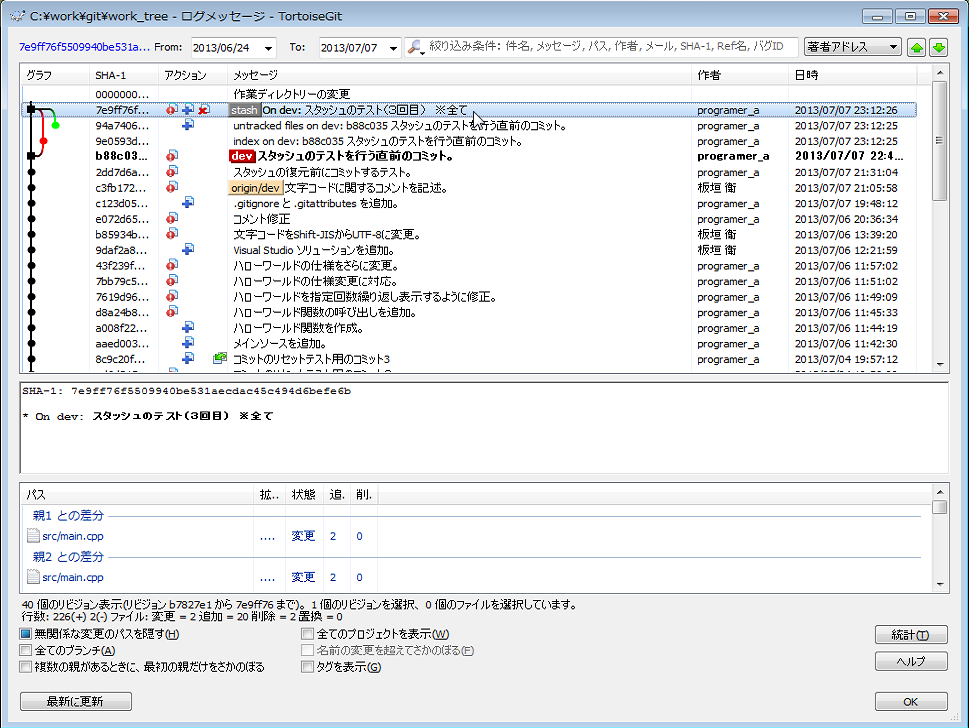 C:¥work¥git¥work_tree - ログメッセージ - TortoiseGit
7e9ff76f5509940be531a... From: 2013/06/24 To: 2013/07/07 絞り込み条件: 件名, メッセージ, パス, 作者, メール, SHA-1, Ref名, バグID 著者アドレス
グラフ SHA-1 アクション メッセージ 作者 日時
0000000... 作業ディレクトリーの変更
7e9ff76f... stash On dev: スタッシュのテスト(3回目) ※全て programer_a 2013/07/07 23:12:26
94a7406... untracked files on dev: b88c035 スタッシュのテストを行う直前のコミット。 programer_a 2013/07/07 23:12:25
9e0593d... index on dev: b88c035 スタッシュのテストを行う直前のコミット。 programer_a 2013/07/07 23:12:25
b88c03... dev スタッシュのテストを行う直前のコミット。 programer_a 2013/07/07 22:4...
2dd7d6a... スタッシュの復元前にコミットするテスト。 programer_a 2013/07/07 21:31:04
c3fb172... origin/dev 文字コードに関するコメントを記述。 板垣 衛 2013/07/07 21:05:58
c123d05... .gitignore と .gitattributes を追加。 programer_a 2013/07/07 19:48:12
e072d65... コメント修正 programer_a 2013/07/06 20:36:34
b85934b... 文字コードをShift-JISからUTF-8に変更。 板垣 衛 2013/07/06 13:39:20
9daf2a8... Visual Studio ソリューションを追加。 板垣 衛 2013/07/06 12:21:59
43f239f... ハローワールドの仕様をさらに変更。 programer_a 2013/07/06 11:57:02
7bb79c5... ハローワールドの仕様変更に対応。 programer_a 2013/07/06 11:51:02
7619d96... ハローワールドを指定回数繰り返し表示するように修正。 programer_a 2013/07/06 11:49:09
d8a24b8... ハローワールド関数の呼び出しを追加。 programer_a 2013/07/06 11:45:33
a008f22... ハローワールド関数を作成。 programer_a 2013/07/06 11:44:19
aaed003... メインソースを追加。 programer_a 2013/07/06 11:42:30
8c9c20f... コミットのリセットテスト用のコミット3 programer_a 2013/07/04 19:57:12
SHA-1: 7e9ff76f5509940be531aecdac45c494d6befe6b
* On dev: スタッシュのテスト(3回目) ※全て
パス 拡.. 状態 追. 削.
親1 との差分
src/main.cpp .... 変更 2 0
親2 との差分
src/main.cpp .... 変更 2 0
40 個のリビジョン表示(リビジョン b7827e1 から 7e9ff76 まで)。1 個のリビジョンを選択、0 個のファイルを選択しています。
行数: 226(+) 2(-) ファイル: 変更 = 2 追加 = 20 削除 = 2 置換 = 0
無関係な変更のパスを隠す(H) 全てのプロジェクトを表示(W) 統計(T)
全てのブランチ(A) 名前の変更を超えてさかのぼる(F)
複数の親があるときに、最初の親だけをさかのぼる タグを表示(G) ヘルプ
最新に更新 OK